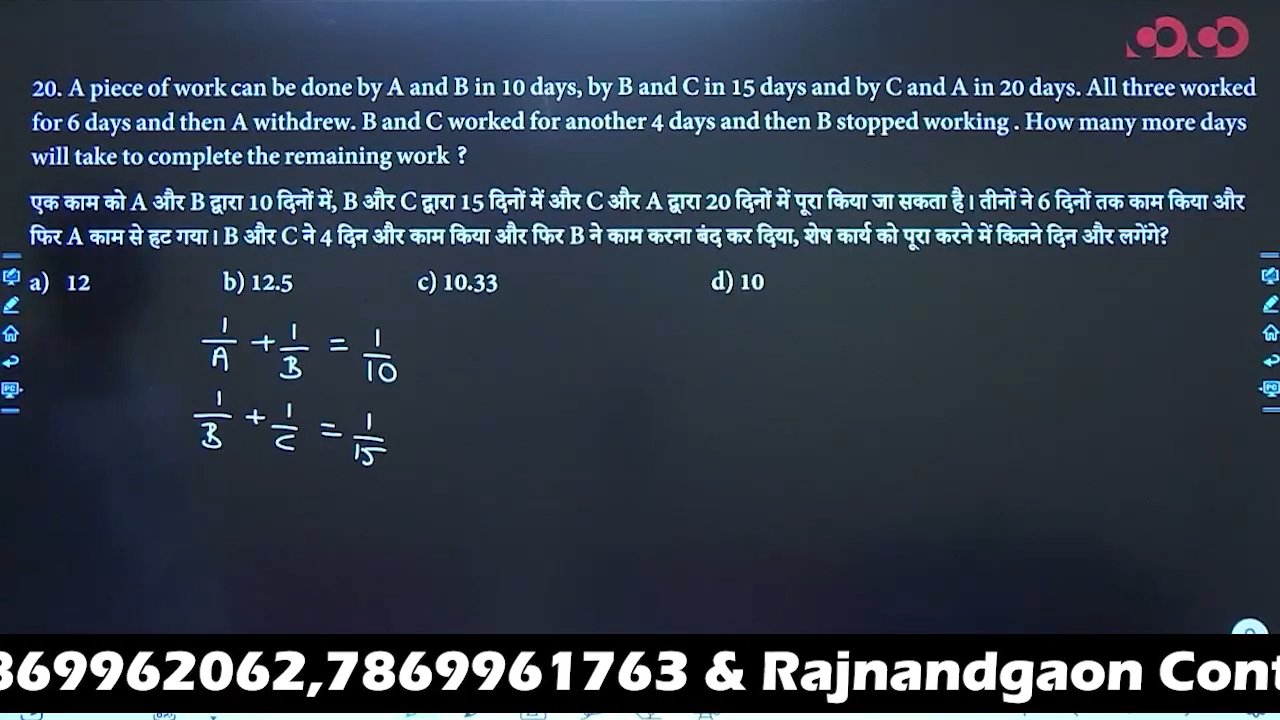 20. A piece of work can be done by A and B in 10 days, by B and C in 15 days and by C and A in 20 days. All three worked
for 6 days and then A withdrew. B and C worked for another 4 days and then B stopped working . How many more days
will take to complete the remaining work ?
एक काम को A और B द्वारा 10 दिनों में, B और C द्वारा 15 दिनों में और C और A द्वारा 20 दिनों में पूरा किया जा सकता है। तीनों ने 6 दिनों तक काम किया और
फिर A काम से हट गया। B और C ने 4 दिन और काम किया और फिर B ने काम करना बंद कर दिया, शेष कार्य को पूरा करने में कितने दिन और लगेंगे?
a) 12 b) 12.5 c) 10.33 d) 10
1/A + 1/B = 1/10
1/B + 1/C = 1/15
869962062,7869961763 & Rajnandgaon Cont